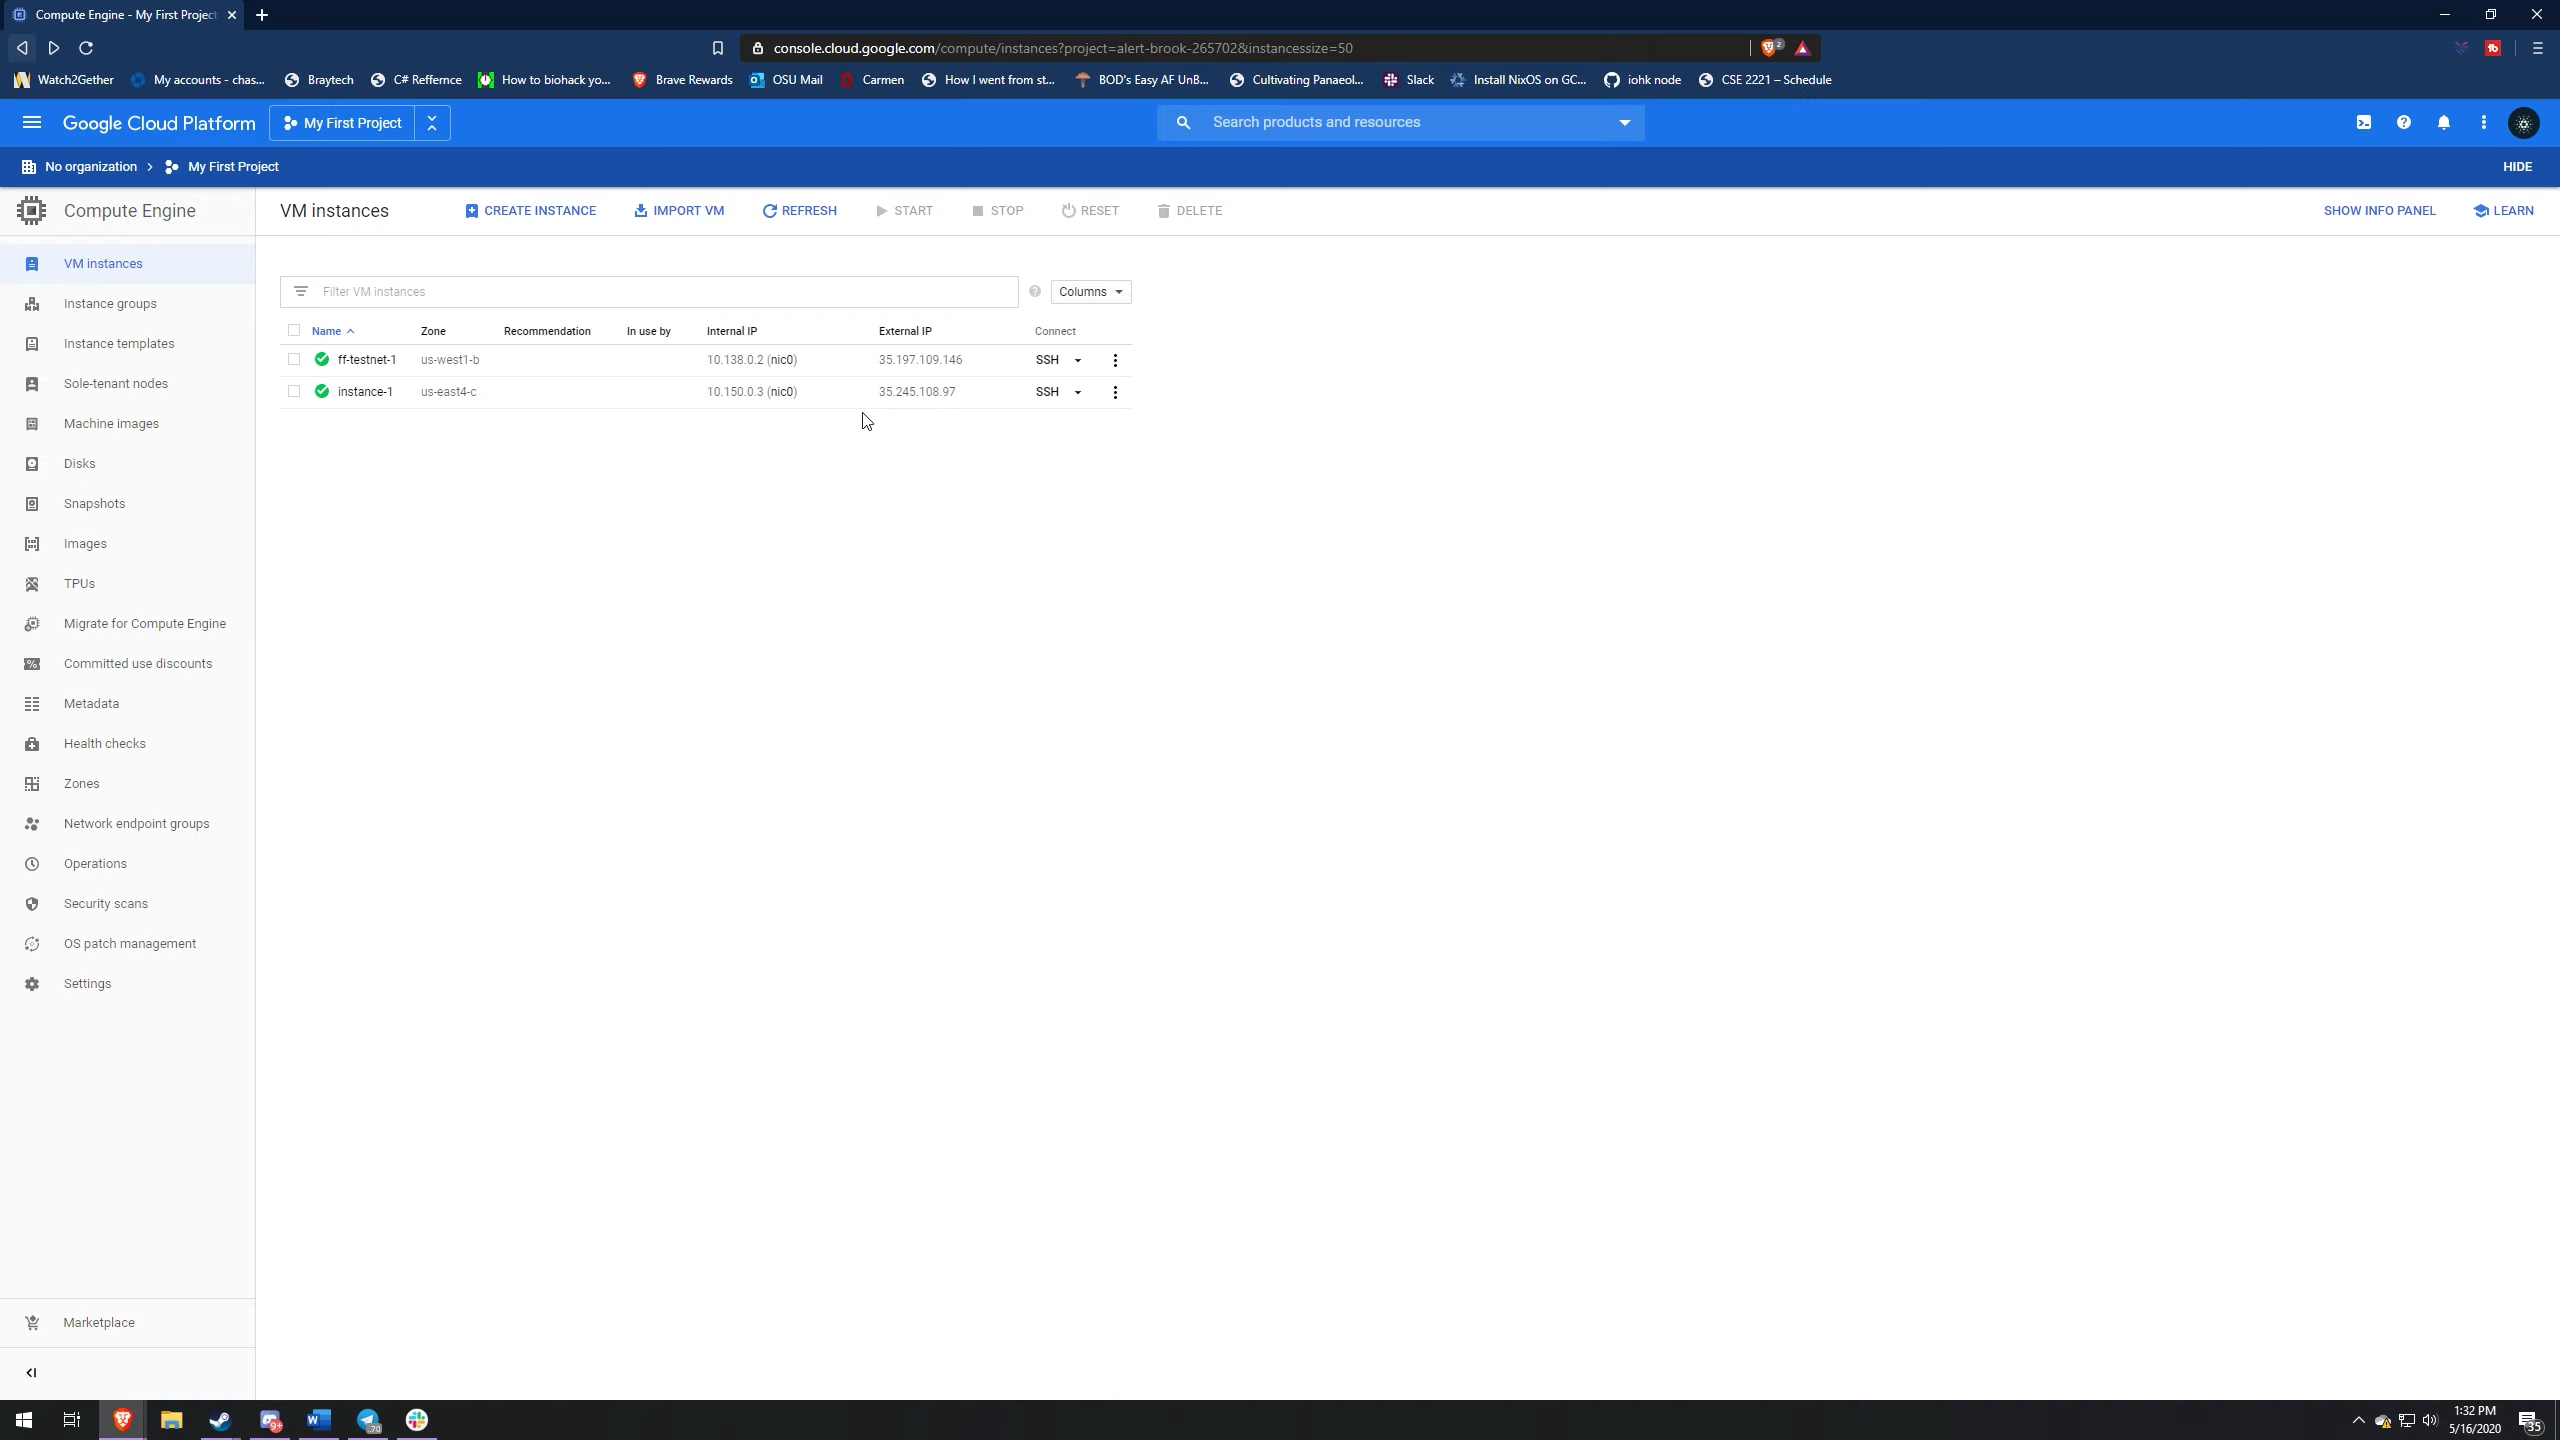 Compute Engine - My First Project
console.cloud.google.com/compute/instances?project=alert-brook-265702&instancessize=50
2
Watch2Gether My accounts - chas... Braytech C# Reffernce How to biohack yo... Brave Rewards OSU Mail Carmen How I went from st... BOD's Easy AF UnB... Cultivating Panaeol... Slack Install NixOS on GC... iohk node CSE 2221 – Schedule
Google Cloud Platform My First Project Search products and resources
No organization My First Project HIDE
Compute Engine VM instances CREATE INSTANCE IMPORT VM REFRESH START STOP RESET DELETE SHOW INFO PANEL LEARN
VM instances
Instance groups
Instance templates
Sole-tenant nodes
Machine images
Disks
Snapshots
Images
TPUs
Migrate for Compute Engine
Committed use discounts
Metadata
Health checks
Zones
Network endpoint groups
Operations
Security scans
OS patch management
Settings
Marketplace
Filter VM instances Columns
Name Zone Recommendation In use by Internal IP External IP Connect
ff-testnet-1 us-west1-b 10.138.0.2 (nic0) 35.197.109.146 SSH
instance-1 us-east4-c 10.150.0.3 (nic0) 35.245.108.97 SSH
9+
70
1:32 PM
5/16/2020
35